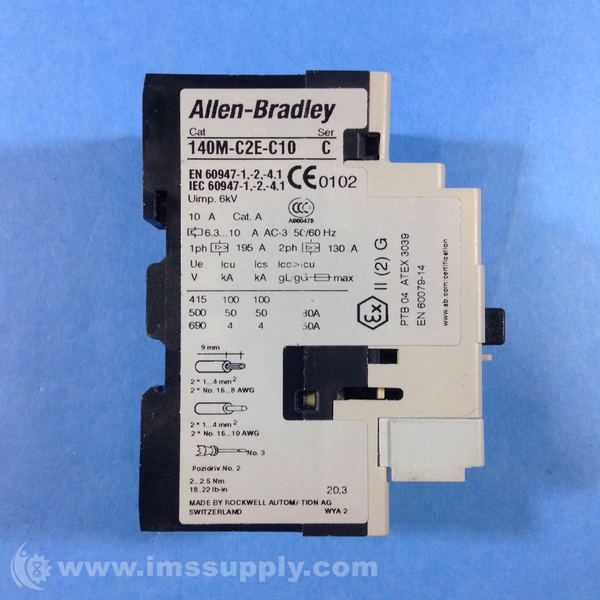 Allen-Bradley
Cat Ser
140M-C2E-C10 C
EN 60947-1,-2,-4.1
IEC 60947-1,-2,-4.1
CE 0102
Uimp. 6kV
CCC
A00047B
10 A Cat. A
6.3...10 A AC-3 50/60 Hz
1ph 195 A 2ph 130 A
Ue Icu Ics Icc>Icu
V kA kA gL/gG max
415 100 100 -
500 50 50 80A
690 4 4 50A
9 mm
2 * 1...4 mm²
2 * No. 16...8 AWG
2 * 1...4 mm²
2 * No. 16...10 AWG
No. 3
Pozidriv No. 2
2...2.5 Nm
18..22 lb-in
20,3
MADE BY ROCKWELL AUTOMATION AG
SWITZERLAND WYA 2
Ex II (2) G
PTB 04 ATEX 3039
EN 60079-14
www.ab.com/certification
www.imssupply.com